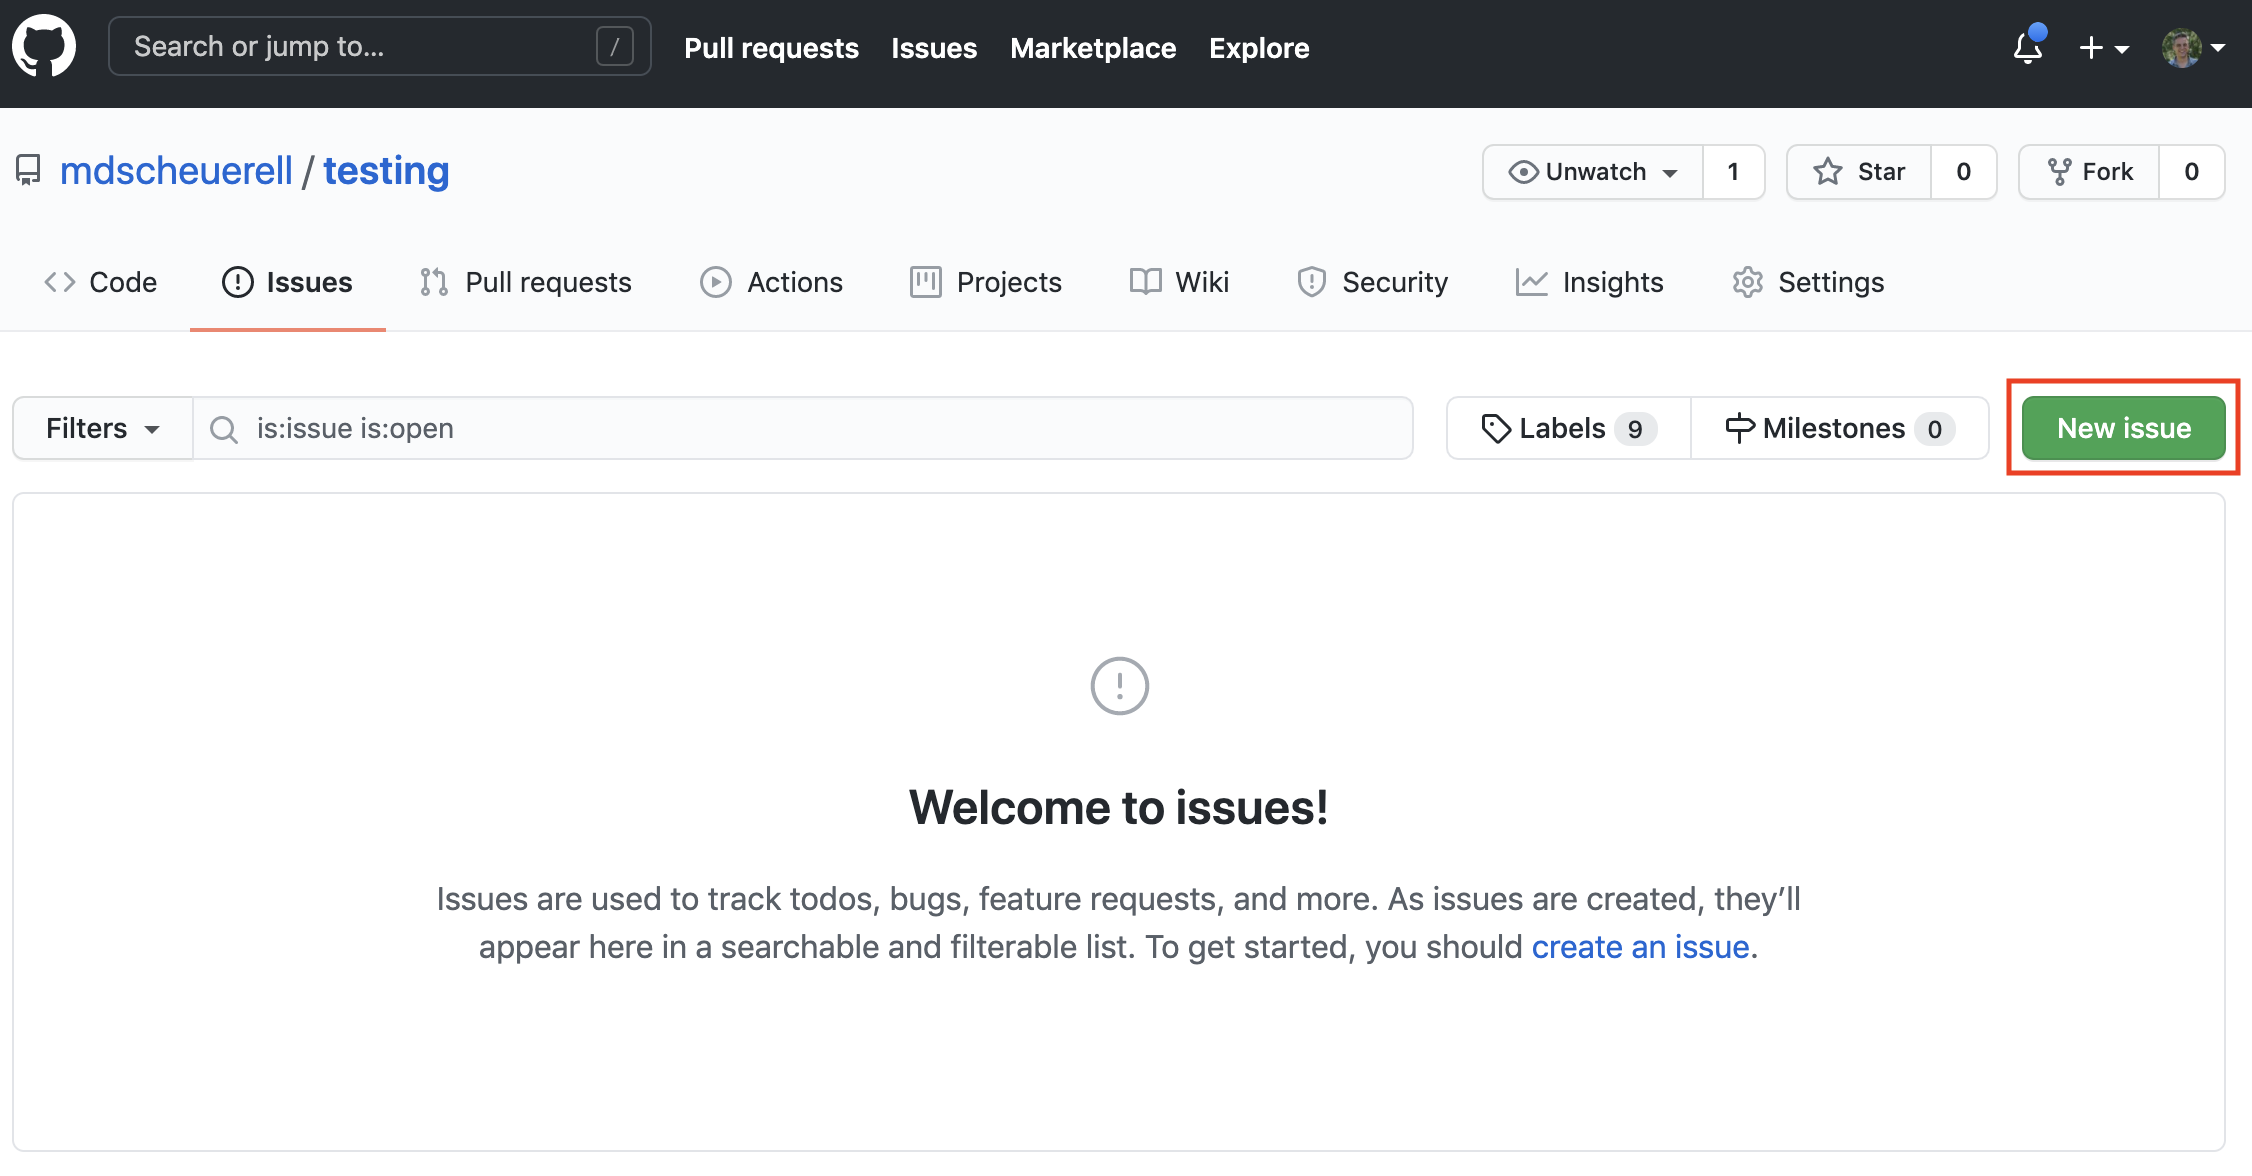 Search or jump to... / Pull requests Issues Marketplace Explore
mdscheuerell / testing Unwatch 1 Star 0 Fork 0
Code Issues Pull requests Actions Projects Wiki Security Insights Settings
Filters is:issue is:open Labels 9 Milestones 0 New issue
Welcome to issues!
Issues are used to track todos, bugs, feature requests, and more. As issues are created, they’ll
appear here in a searchable and filterable list. To get started, you should create an issue.